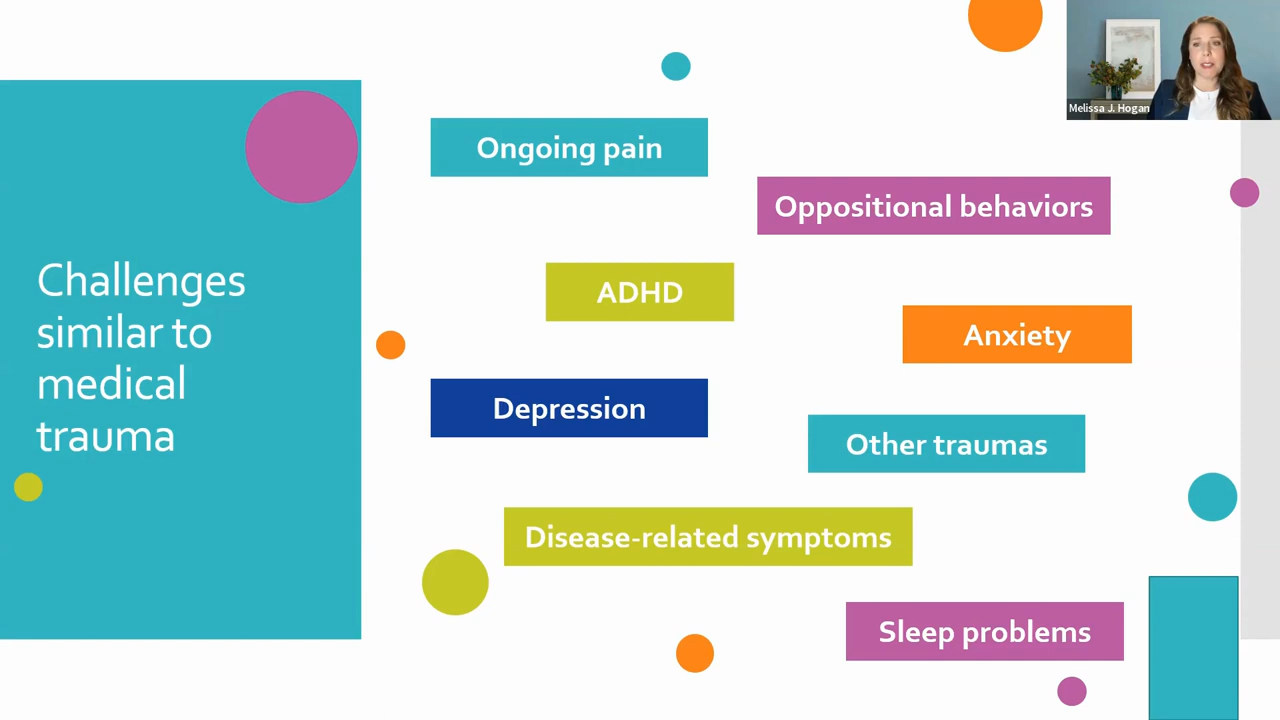 Melissa J. Hogan
Challenges
similar to
medical
trauma
Ongoing pain
Oppositional behaviors
ADHD
Anxiety
Depression
Other traumas
Disease-related symptoms
Sleep problems